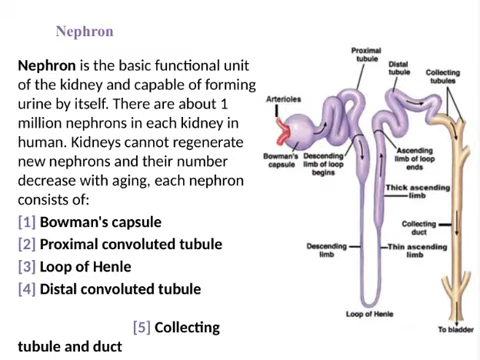 Nephron
Nephron is the basic functional unit
of the kidney and capable of forming
urine by itself. There are about 1
million nephrons in each kidney in
human. Kidneys cannot regenerate
new nephrons and their number
decrease with aging, each nephron
consists of:
[1] Bowman's capsule
[2] Proximal convoluted tubule
[3] Loop of Henle
[4] Distal convoluted tubule
[5] Collecting
tubule and duct
Proximal
tubule
Distal
tubule
Collecting
tubules
Arterioles
Bowman's
capsule
Descending
limb of loop
begins
Ascending
limb of loop
ends
Thick ascending
limb
Collecting
duct
Descending
limb
Thin ascending
limb
Loop of Henle
To bladder